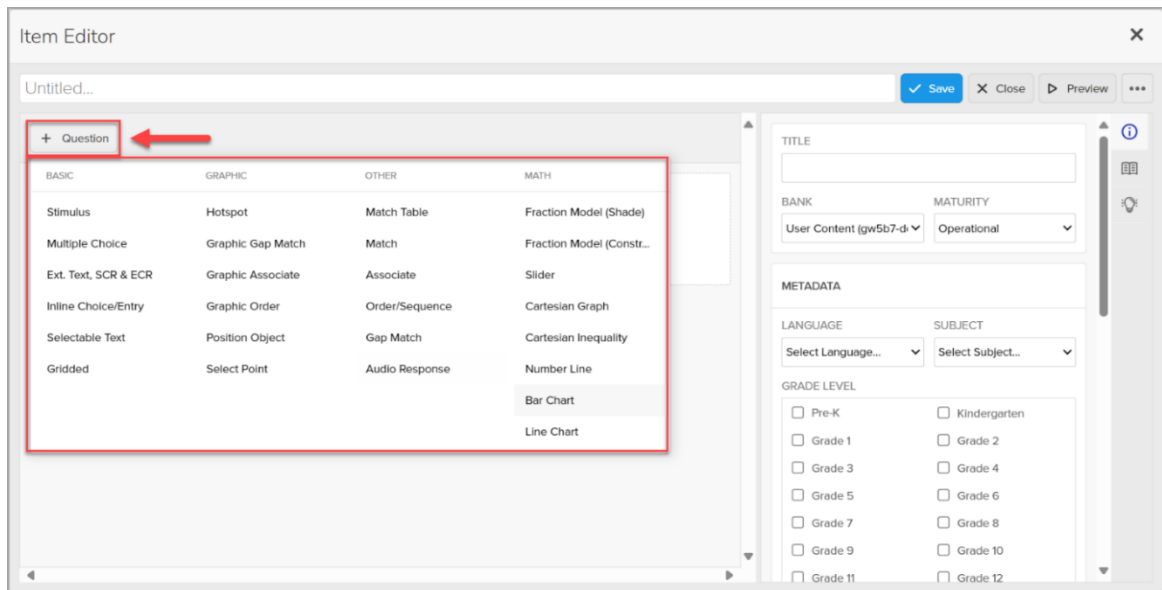 Item Editor
Untitled...
Save
Close
Preview
+ Question
BASIC GRAPHIC OTHER MATH
Stimulus Hotspot Match Table Fraction Model (Shade)
Multiple Choice Graphic Gap Match Match Fraction Model (Constr...
Ext. Text, SCR & ECR Graphic Associate Associate Slider
Inline Choice/Entry Graphic Order Order/Sequence Cartesian Graph
Selectable Text Position Object Gap Match Cartesian Inequality
Gridded Select Point Audio Response Number Line
Bar Chart
Line Chart
TITLE
BANK MATURITY
User Content (gw5b7-d Operational
METADATA
LANGUAGE SUBJECT
Select Language... Select Subject...
GRADE LEVEL
Pre-K Kindergarten
Grade 1 Grade 2
Grade 3 Grade 4
Grade 5 Grade 6
Grade 7 Grade 8
Grade 9 Grade 10
Grade 11 Grade 12